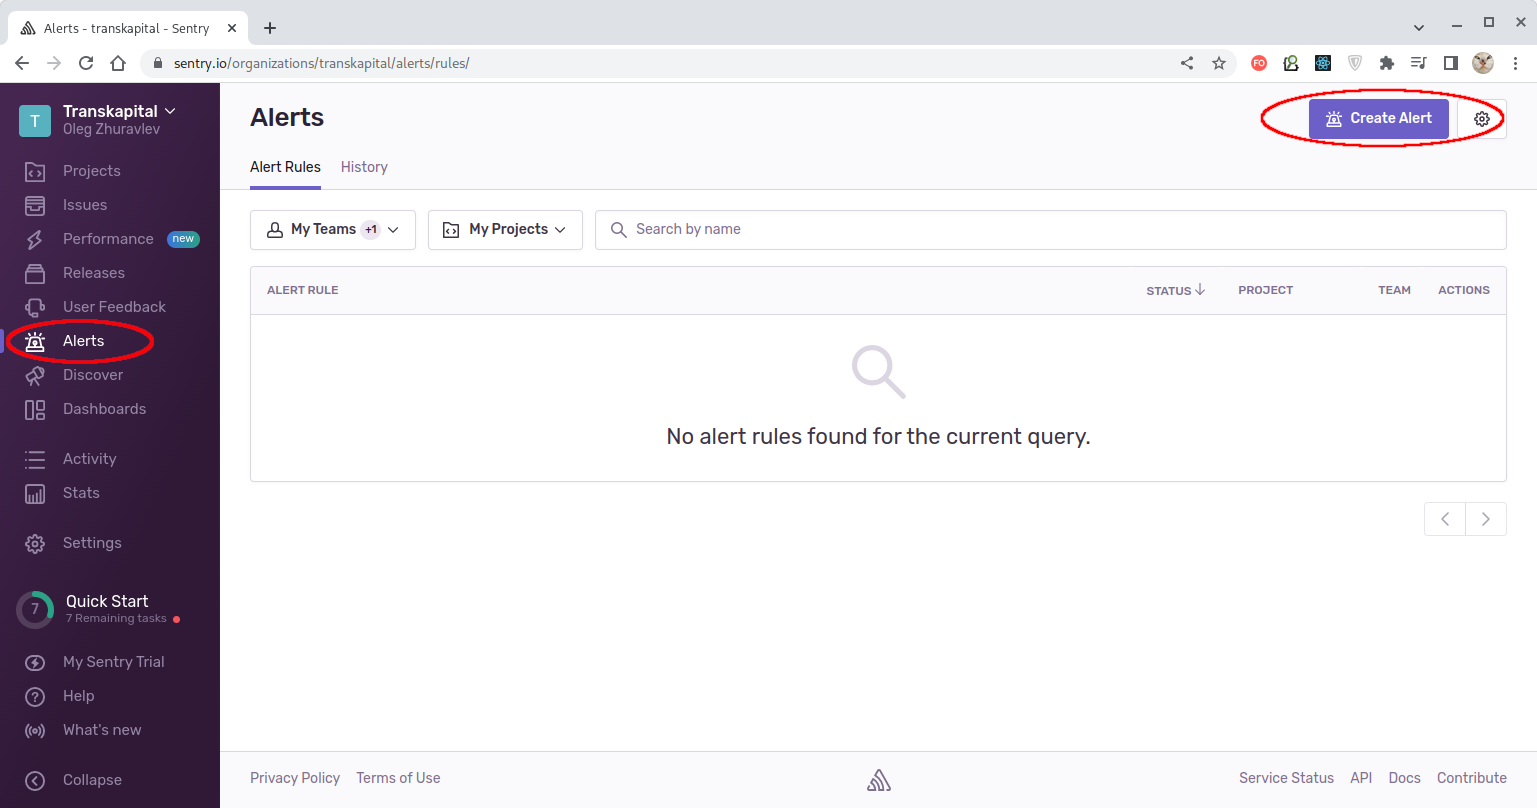 Alerts - transkapital - Sentry
sentry.io/organizations/transkapital/alerts/rules/
FO
T
Transkapital
Oleg Zhuravlev
Projects
Issues
Performance new
Releases
User Feedback
Alerts
Discover
Dashboards
Activity
Stats
Settings
7
Quick Start
7 Remaining tasks
My Sentry Trial
Help
What's new
Collapse
Alerts
Create Alert
Alert Rules History
My Teams +1 My Projects Search by name
ALERT RULE STATUS PROJECT TEAM ACTIONS
No alert rules found for the current query.
Privacy Policy Terms of Use Service Status API Docs Contribute